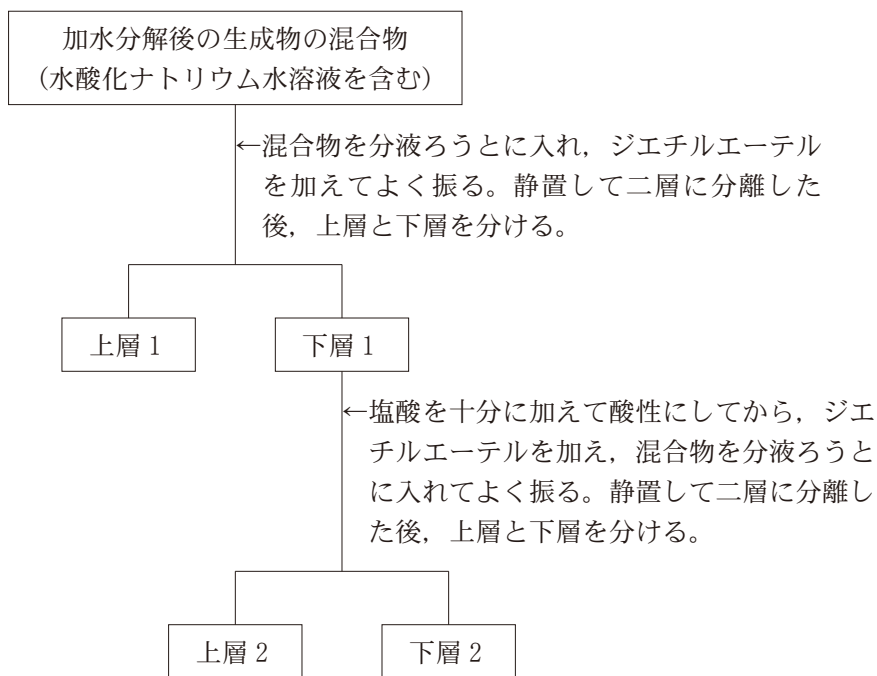 加水分解後の生成物の混合物
（水酸化ナトリウム水溶液を含む）
←混合物を分液ろうとに入れ，ジエチルエーテル
を加えてよく振る。静置して二層に分離した
後，上層と下層を分ける。
上層 1
下層 1
←塩酸を十分に加えて酸性にしてから，ジエ
チルエーテルを加え，混合物を分液ろうと
に入れてよく振る。静置して二層に分離し
た後，上層と下層を分ける。
上層 2
下層 2